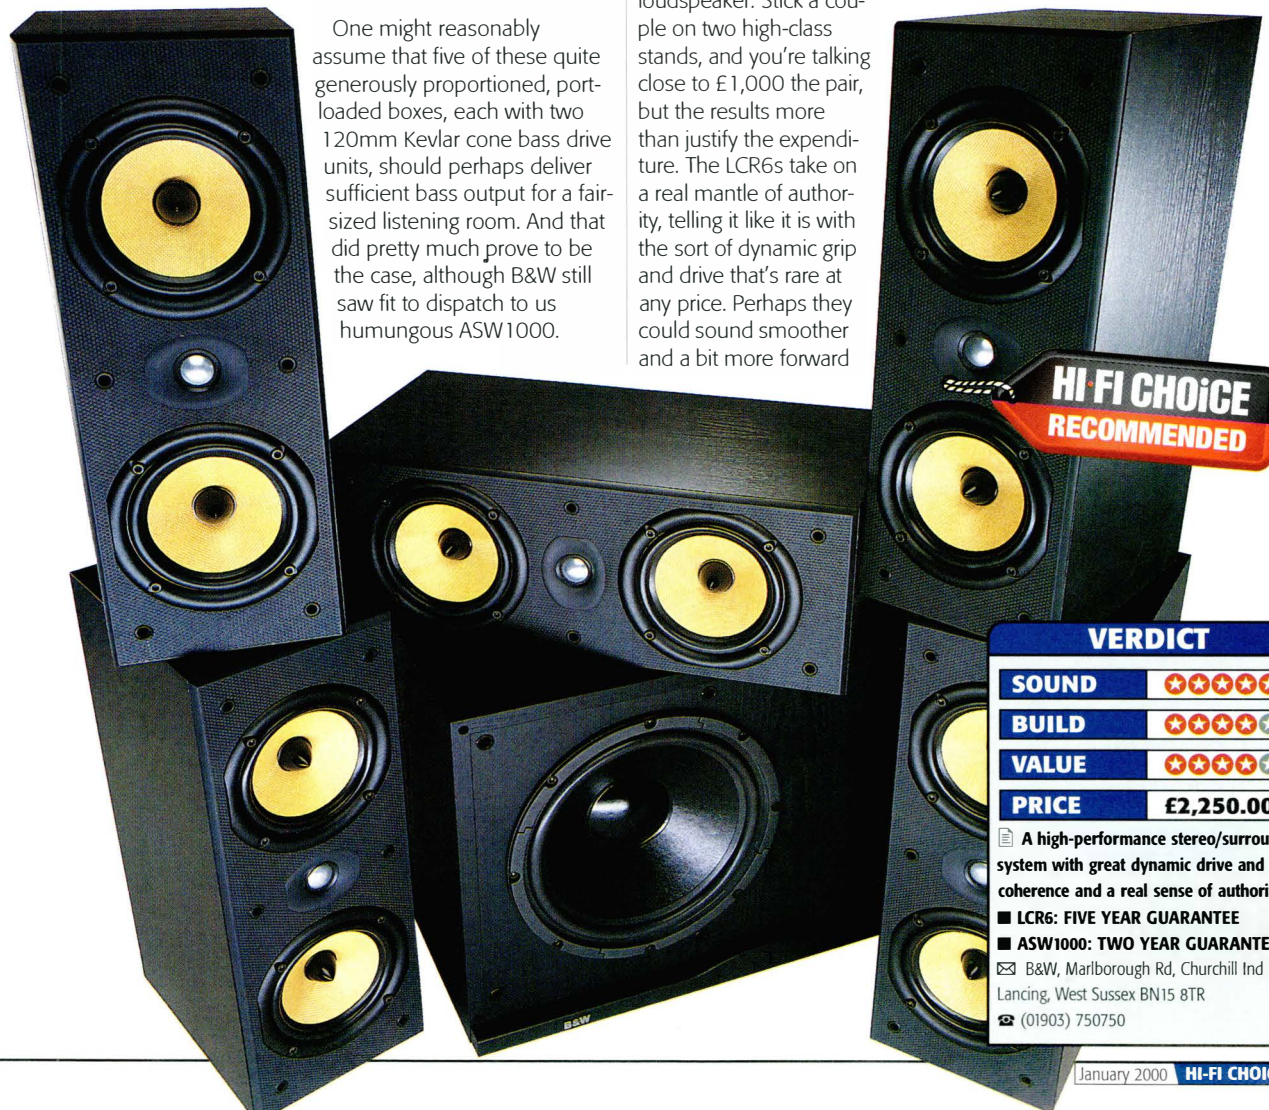 One might reasonably
assume that five of these quite
generously proportioned, port-
loaded boxes, each with two
120mm Kevlar cone bass drive
units, should perhaps deliver
sufficient bass output for a fair-
sized listening room. And that
did pretty much prove to be
the case, although B&W still
saw fit to dispatch to us
humungous ASW1000.
loudspeaker. Stick a cou-
ple on two high-class
stands, and you're talking
close to £1,000 the pair,
but the results more
than justify the expendi-
ture. The LCR6s take on
a real mantle of author-
ity, telling it like it is with
the sort of dynamic grip
and drive that's rare at
any price. Perhaps they
could sound smoother
and a bit more forward
HI-FI CHOiCE
RECOMMENDED
B&W
VERDICT
SOUND
BUILD
VALUE
PRICE £2,250.00
A high-performance stereo/surrou
system with great dynamic drive and
coherence and a real sense of authori
■ LCR6: FIVE YEAR GUARANTEE
■ ASW1000: TWO YEAR GUARANTE
B&W, Marlborough Rd, Churchill Ind
Lancing, West Sussex BN15 8TR
(01903) 750750
January 2000 HI-FI CHOI